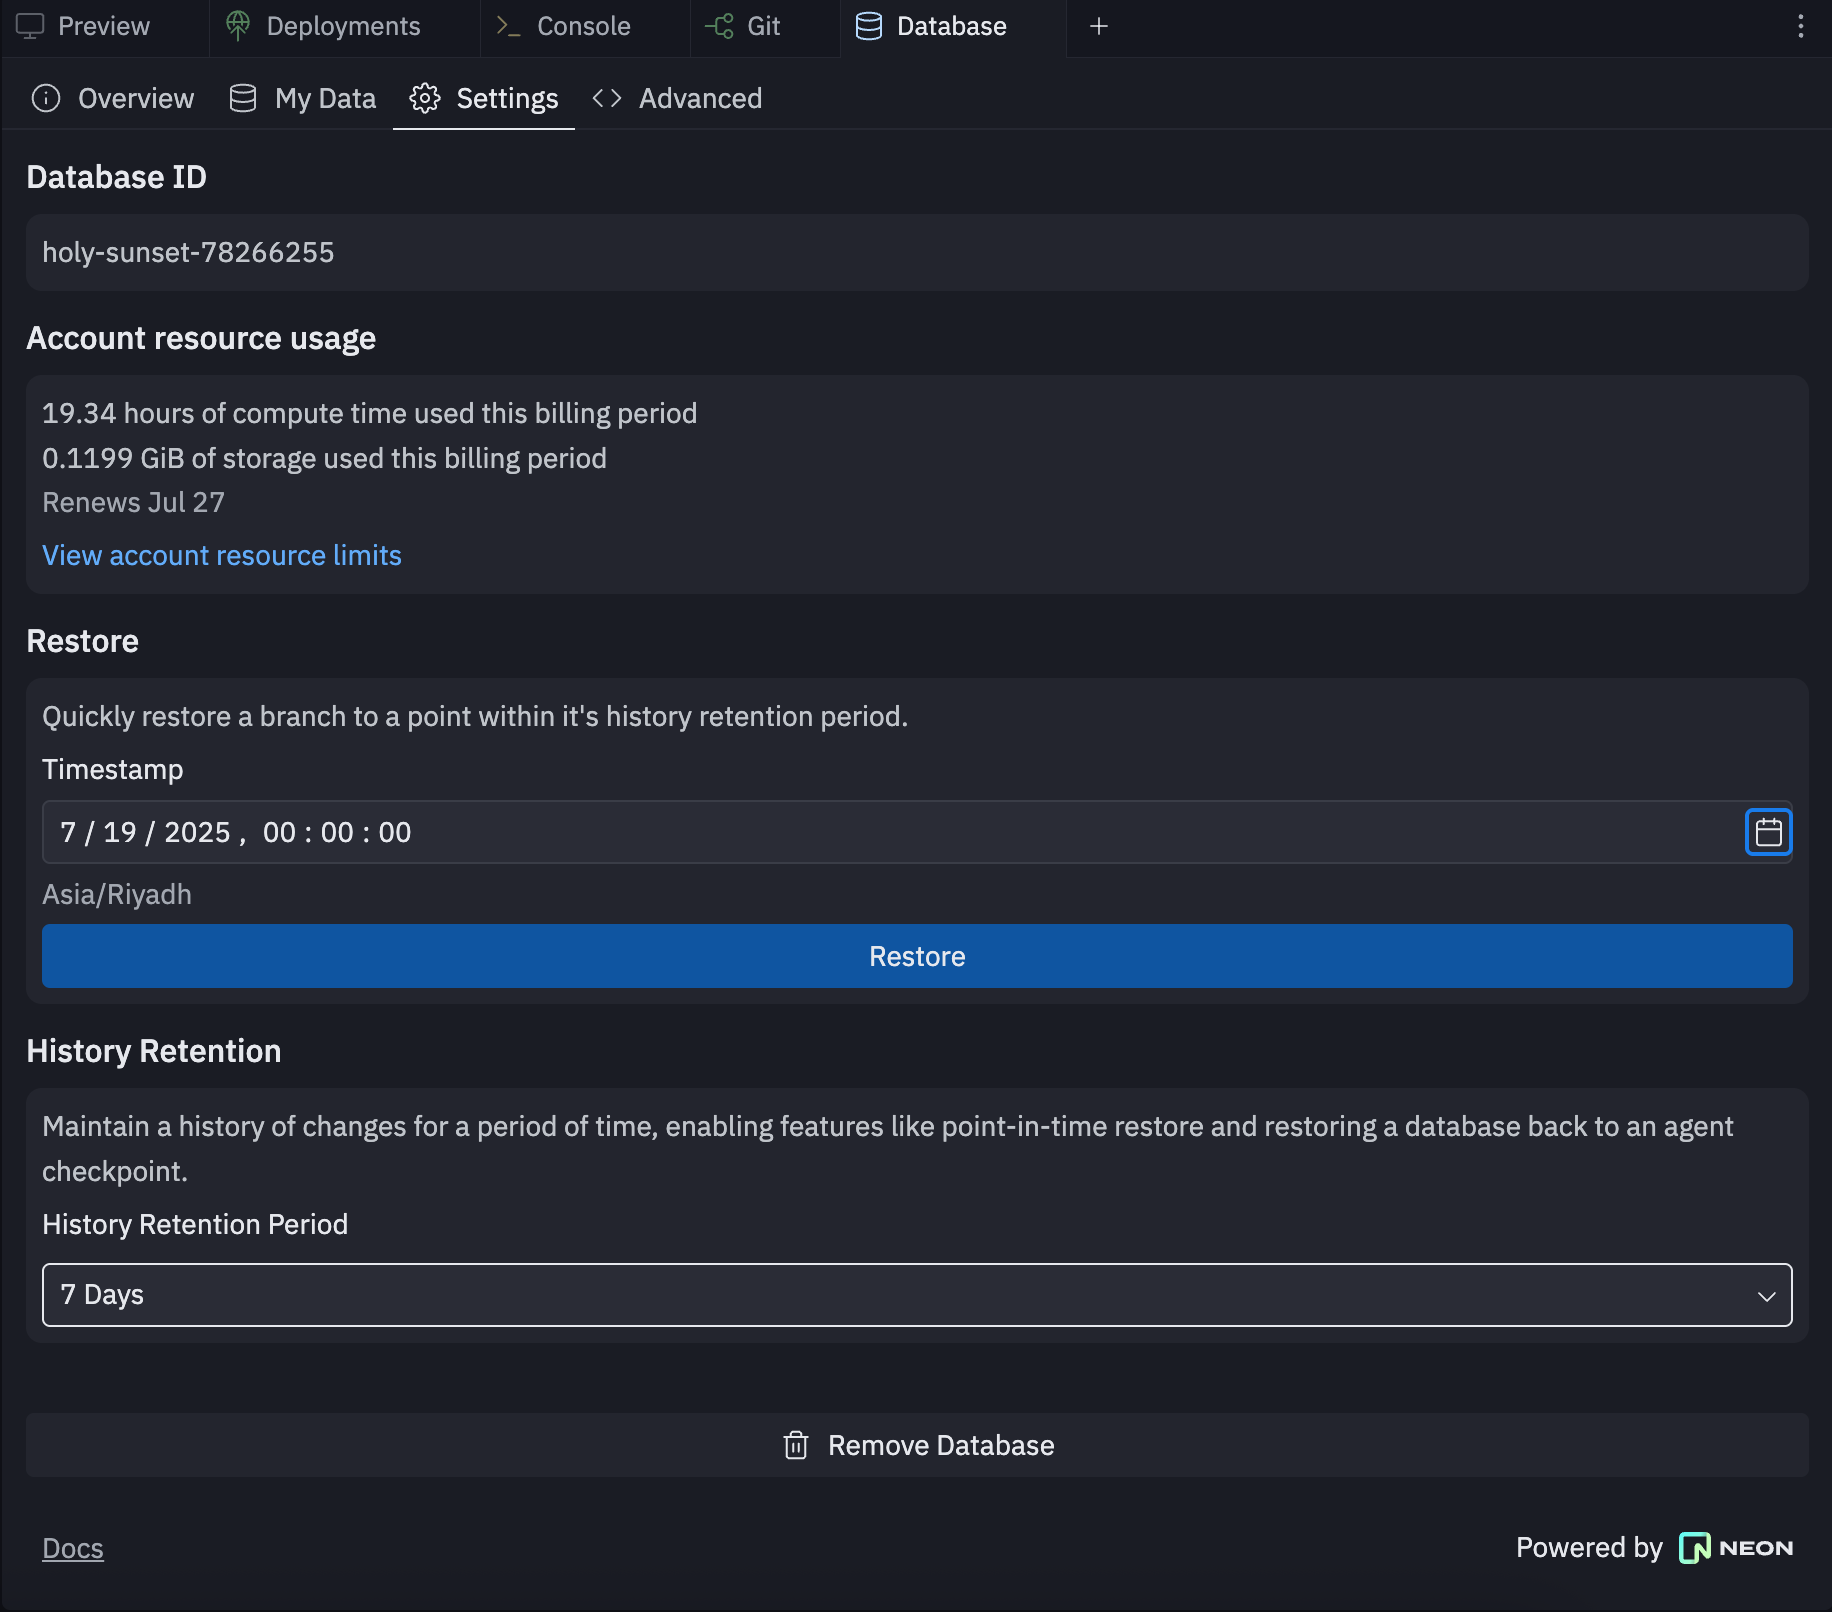 Preview
Deployments
Console
Git
Database
Overview
My Data
Settings
Advanced
Database ID
holy-sunset-78266255
Account resource usage
19.34 hours of compute time used this billing period
0.1199 GiB of storage used this billing period
Renews Jul 27
View account resource limits
Restore
Quickly restore a branch to a point within it's history retention period.
Timestamp
7 / 19 / 2025 , 00 : 00 : 00
Asia/Riyadh
Restore
History Retention
Maintain a history of changes for a period of time, enabling features like point-in-time restore and restoring a database back to an agent
checkpoint.
History Retention Period
7 Days
Remove Database
Docs
Powered by NEON